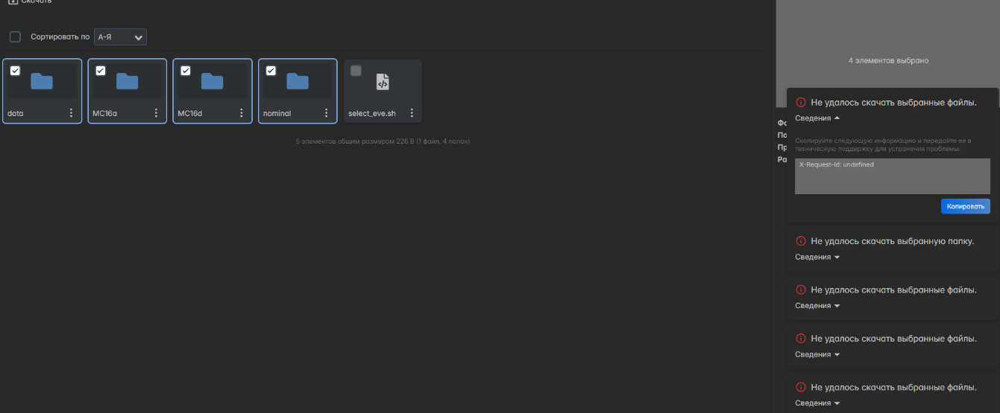 Скачать
Сортировать по
А-Я
data
MC16a
MC16d
nominal
select_eve.sh
5 элементов общим размером 226 B (1 файл, 4 папок)
4 элементов выбрано
Фо
Па
Пр
Ра
Не удалось скачать выбранные файлы.
Сведения
Скопируйте следующую информацию и передайте ее в
техническую поддержку для устранения проблемы:
X-Request-Id: undefined
Копировать
Не удалось скачать выбранную папку.
Сведения
Не удалось скачать выбранные файлы.
Сведения
Не удалось скачать выбранные файлы.
Сведения
Не удалось скачать выбранные файлы.
Сведения